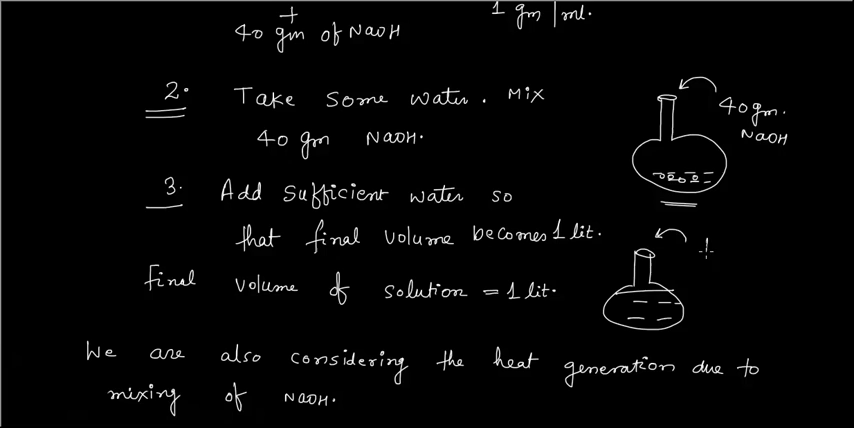 +
40 gm of NaOH
1 gm/ml.
2. Take some water. Mix
40 gm NaOH.
40 gm.
NaOH
3. Add sufficient water so
that final volume becomes 1 lit.
Final volume of solution = 1 lit.
+
We are also considering the heat generation due to
mixing of NaOH.